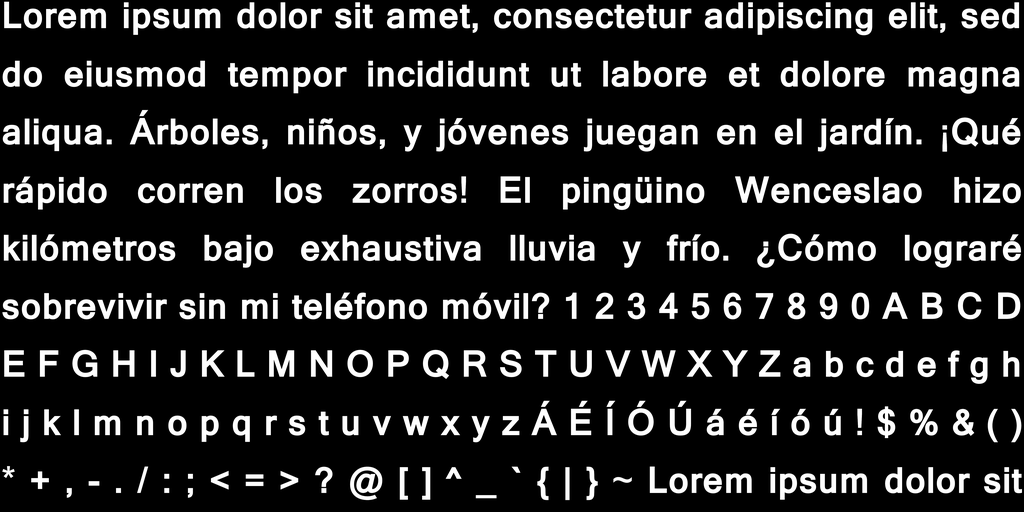 Lorem ipsum dolor sit amet, consectetur adipiscing elit, sed
do eiusmod tempor incididunt ut labore et dolore magna
aliqua. Árboles, niños, y jóvenes juegan en el jardín. ¡Qué
rápido corren los zorros! El pingüino Wenceslao hizo
kilómetros bajo exhaustiva lluvia y frío. ¿Cómo lograré
sobrevivir sin mi teléfono móvil? 1 2 3 4 5 6 7 8 9 0 A B C D
E F G H I J K L M N O P Q R S T U V W X Y Z a b c d e f g h
i j k l m n o p q r s t u v w x y z Á É Í Ó Ú á é í ó ú ! $ % & ( )
* + , - . / : ; < = > ? @ [ ] ^ _ ` { | } ~ Lorem ipsum dolor sit